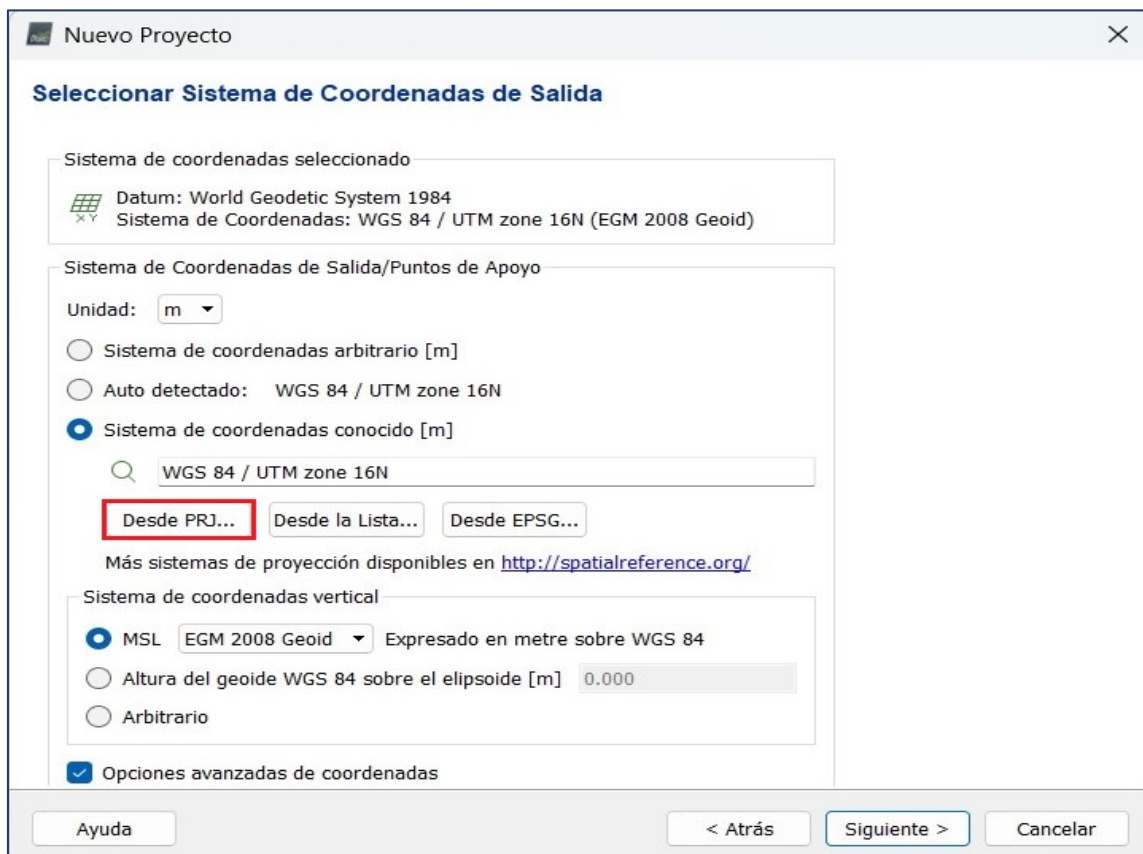 Nuevo Proyecto
Seleccionar Sistema de Coordenadas de Salida
Sistema de coordenadas seleccionado
Datum: World Geodetic System 1984
Sistema de Coordenadas: WGS 84 / UTM zone 16N (EGM 2008 Geoid)
Sistema de Coordenadas de Salida/Puntos de Apoyo
Unidad: m
Sistema de coordenadas arbitrario [m]
Auto detectado: WGS 84 / UTM zone 16N
Sistema de coordenadas conocido [m]
WGS 84 / UTM zone 16N
Desde PRJ... Desde la Lista... Desde EPSG...
Más sistemas de proyección disponibles en http://spatialreference.org/
Sistema de coordenadas vertical
MSL EGM 2008 Geoid Expresado en metre sobre WGS 84
Altura del geoide WGS 84 sobre el elipsoide [m] 0.000
Arbitrario
Opciones avanzadas de coordenadas
Ayuda < Atrás Siguiente > Cancelar